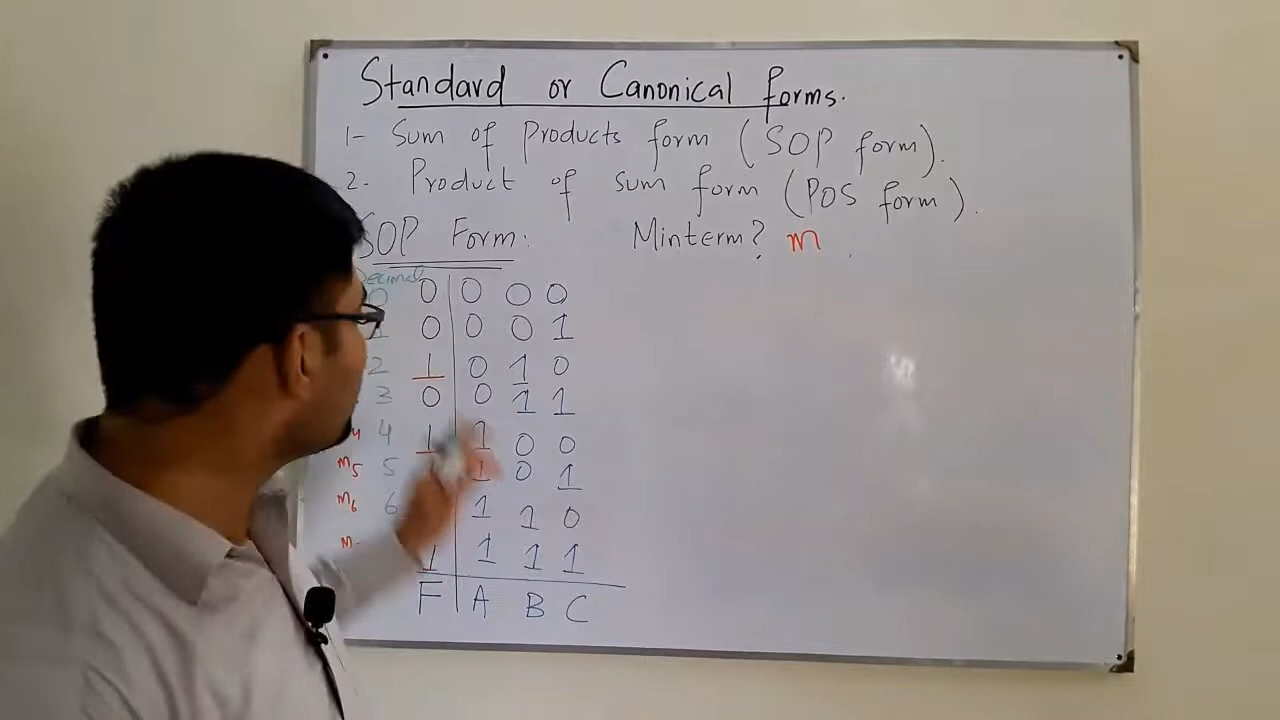 Standard or Canonical forms.
1- Sum of Products form (SOP form).
2- Product of sum form (POS form).
SOP Form:
Minterm? m
Decimal
0 0 0 0 0
1 0 0 0 1
2 1 0 1 0
3 0 0 1 1
4 1 1 0 0
m5 5 1 0 1
m6 6 1 1 0
1 1 1 1
F A B C